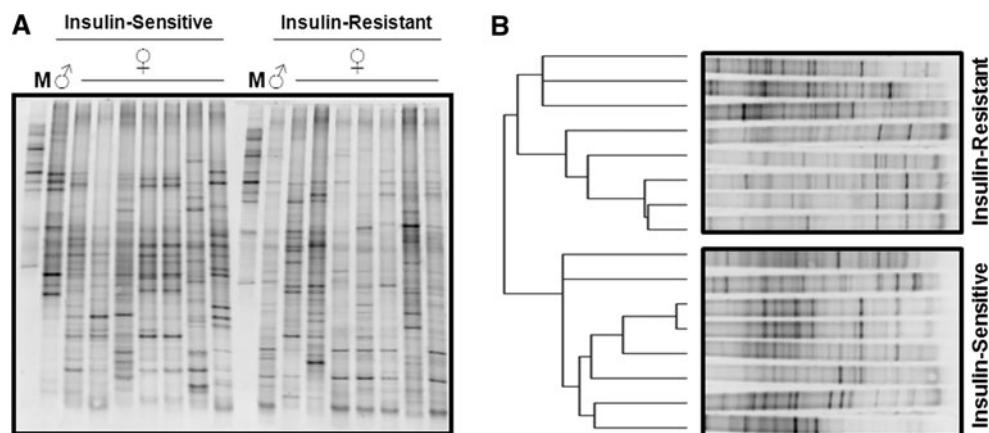 A
Insulin-Sensitive
Insulin-Resistant
♀
♀
M♂
M♂
B
Insulin-Resistant
Insulin-Sensitive